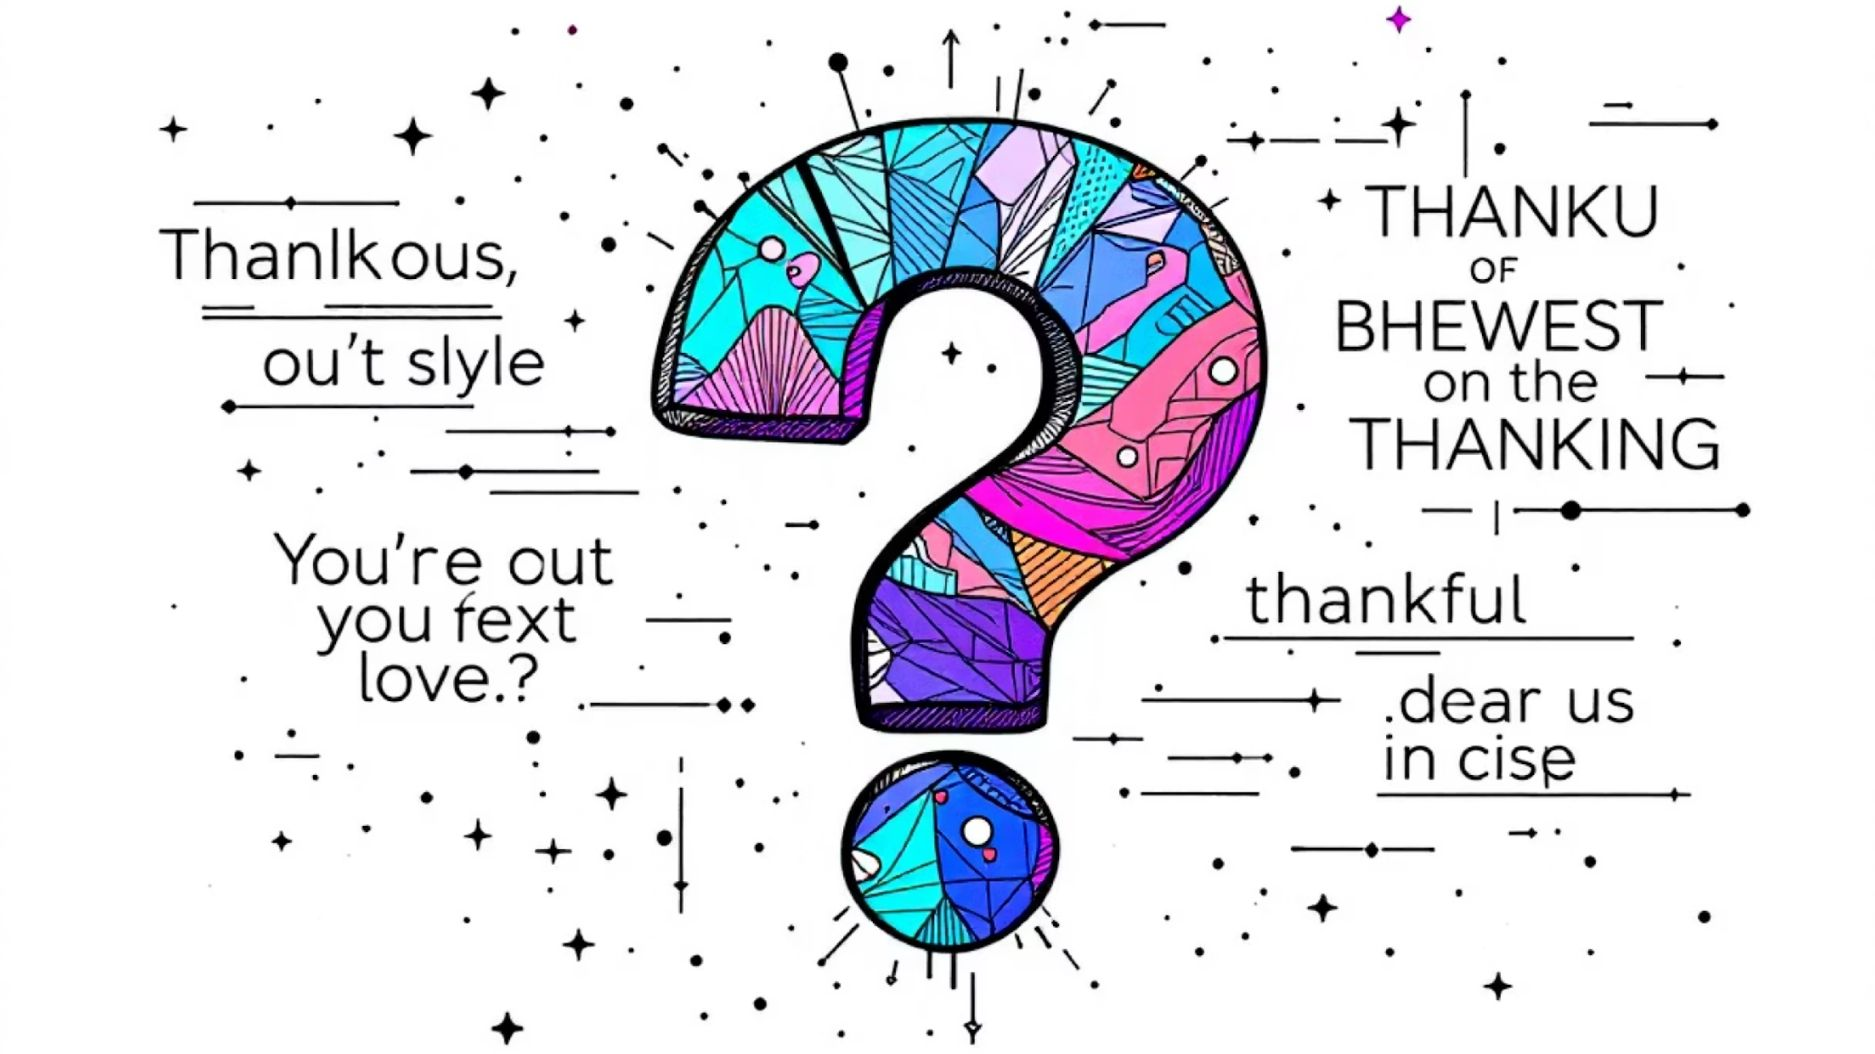 Thanlkous,
ou't slyle
You're out
you fext
love.?
THANKU
OF
BHEWEST
on the
THANKING
thankful
.dear us
in cise